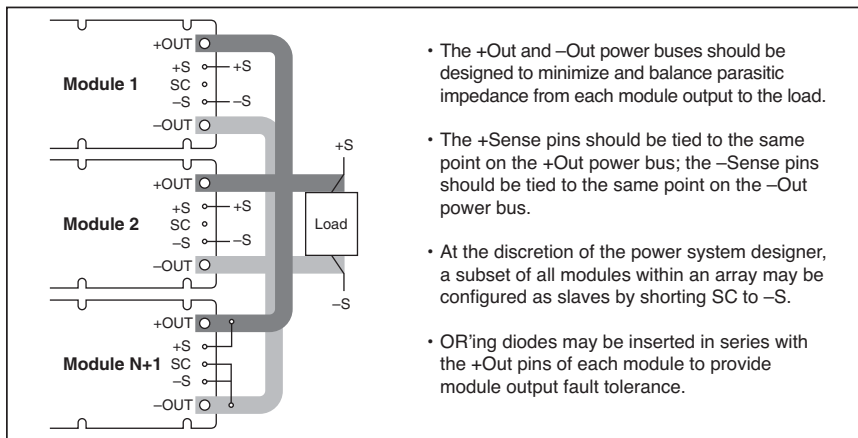 +OUT
+S
+S
Module 1
SC
–S
–S
–OUT
+OUT
+S
+S
Module 2
SC
–S
–S
–OUT
+OUT
+S
Module N+1
SC
–S
–OUT
+S
Load
–S
• The +Out and –Out power buses should be
designed to minimize and balance parasitic
impedance from each module output to the load.
• The +Sense pins should be tied to the same
point on the +Out power bus; the –Sense pins
should be tied to the same point on the –Out
power bus.
• At the discretion of the power system designer,
a subset of all modules within an array may be
configured as slaves by shorting SC to –S.
• OR'ing diodes may be inserted in series with
the +Out pins of each module to provide
module output fault tolerance.